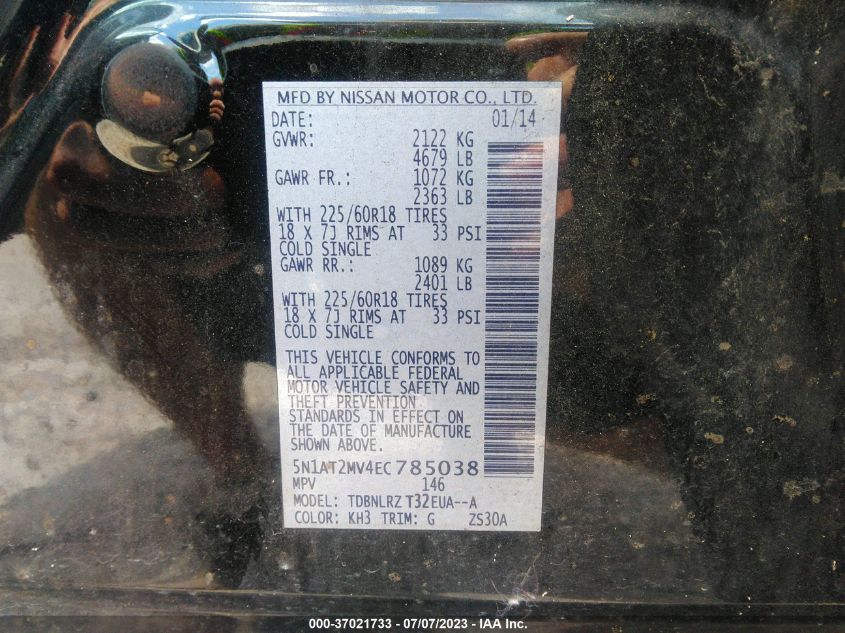 MFD BY NISSAN MOTOR CO., LTD.
DATE: 01/14
GVWR: 2122 KG
4679 LB
GAWR FR.: 1072 KG
2363 LB
WITH 225/60R18 TIRES
18 X 7J RIMS AT 33 PSI
COLD SINGLE
GAWR RR.: 1089 KG
2401 LB
WITH 225/60R18 TIRES
18 X 7J RIMS AT 33 PSI
COLD SINGLE
THIS VEHICLE CONFORMS TO
ALL APPLICABLE FEDERAL
MOTOR VEHICLE SAFETY AND
THEFT PREVENTION
STANDARDS IN EFFECT ON
THE DATE OF MANUFACTURE
SHOWN ABOVE.
5N1AT2MV4EC785038
MPV 146
MODEL: TDBNLRZ T32EUA--A
COLOR: KH3 TRIM: G ZS30A
000-37021733 - 07/07/2023 - IAA Inc.